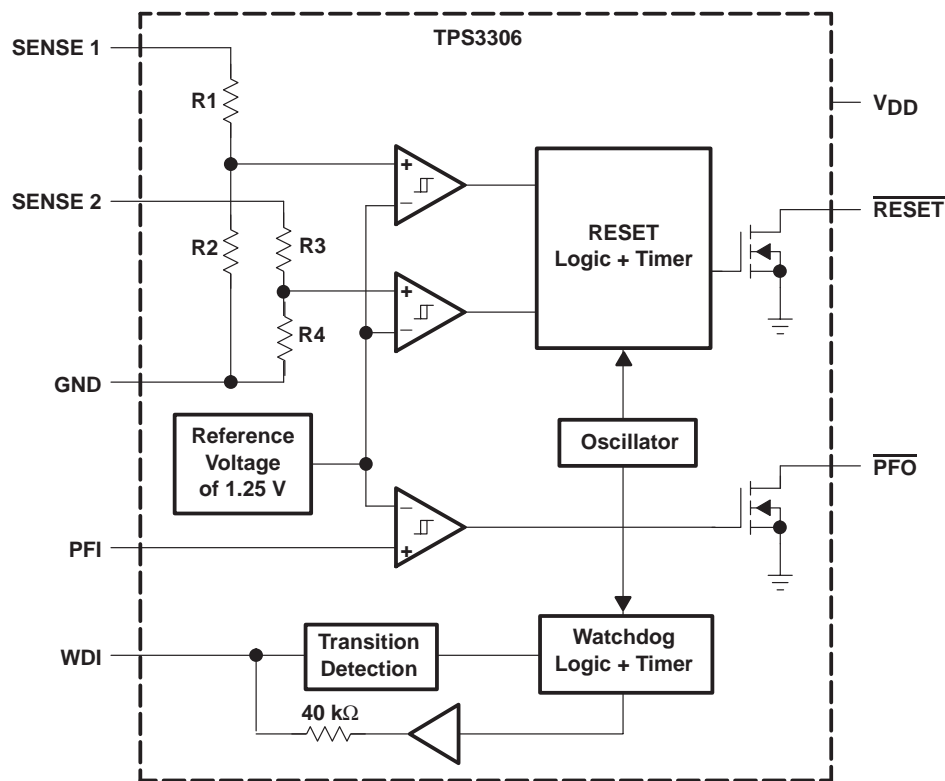 TPS3306
SENSE 1
R1
V_DD
SENSE 2
RESET
R2
R3
RESET
Logic + Timer
R4
GND
Reference
Voltage
of 1.25 V
Oscillator
PFO
PFI
WDI
Transition
Detection
Watchdog
Logic + Timer
40 kΩ
+
−
+
−
−
+